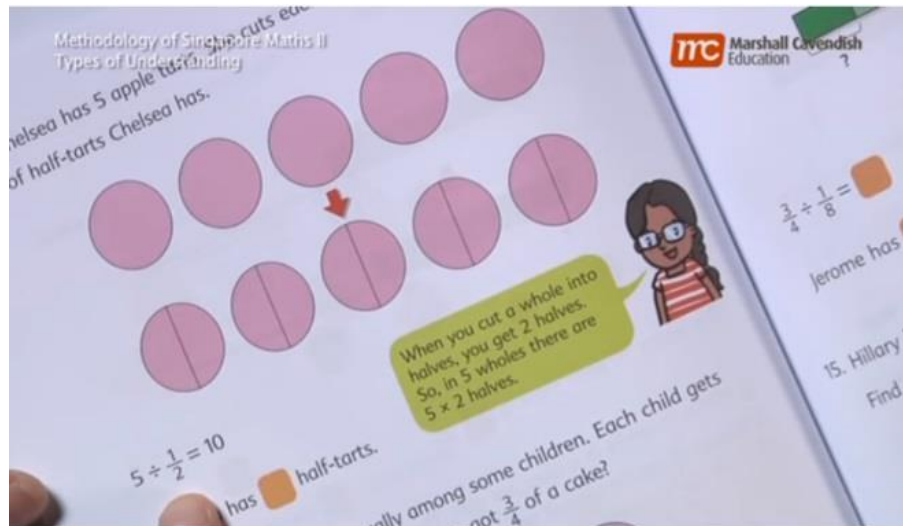 Methodology of Singapore Maths II
Types of Understanding
mc Marshall Cavendish
Education
?
helsea has 5 apple cuts
of half-tarts Chelsea has.
When you cut a whole into
halves, you get 2 halves.
So, in 5 wholes there are
5 × 2 halves.
5 ÷ 1/2 = 10
has half-tarts.
ally among some children. Each child gets
got 3/4 of a cake?
3/4 ÷ 1/8 =
Jerome has
15. Hillary
Find